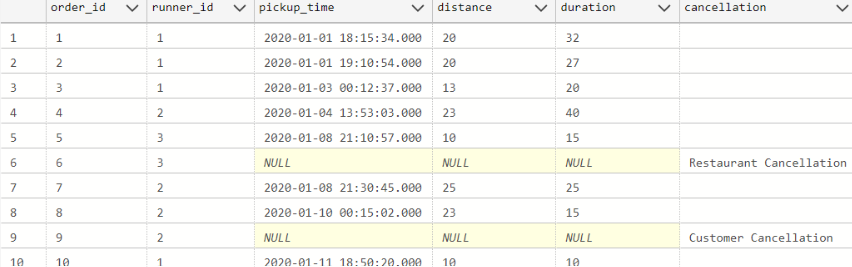 order_id runner_id pickup_time distance duration cancellation
1 1 1 2020-01-01 18:15:34.000 20 32
2 2 1 2020-01-01 19:10:54.000 20 27
3 3 1 2020-01-03 00:12:37.000 13 20
4 4 2 2020-01-04 13:53:03.000 23 40
5 5 3 2020-01-08 21:10:57.000 10 15
6 6 3 NULL NULL NULL Restaurant Cancellation
7 7 2 2020-01-08 21:30:45.000 25 25
8 8 2 2020-01-10 00:15:02.000 23 15
9 9 2 NULL NULL NULL Customer Cancellation
10 10 1 2020-01-11 18:50:20.000 10 10